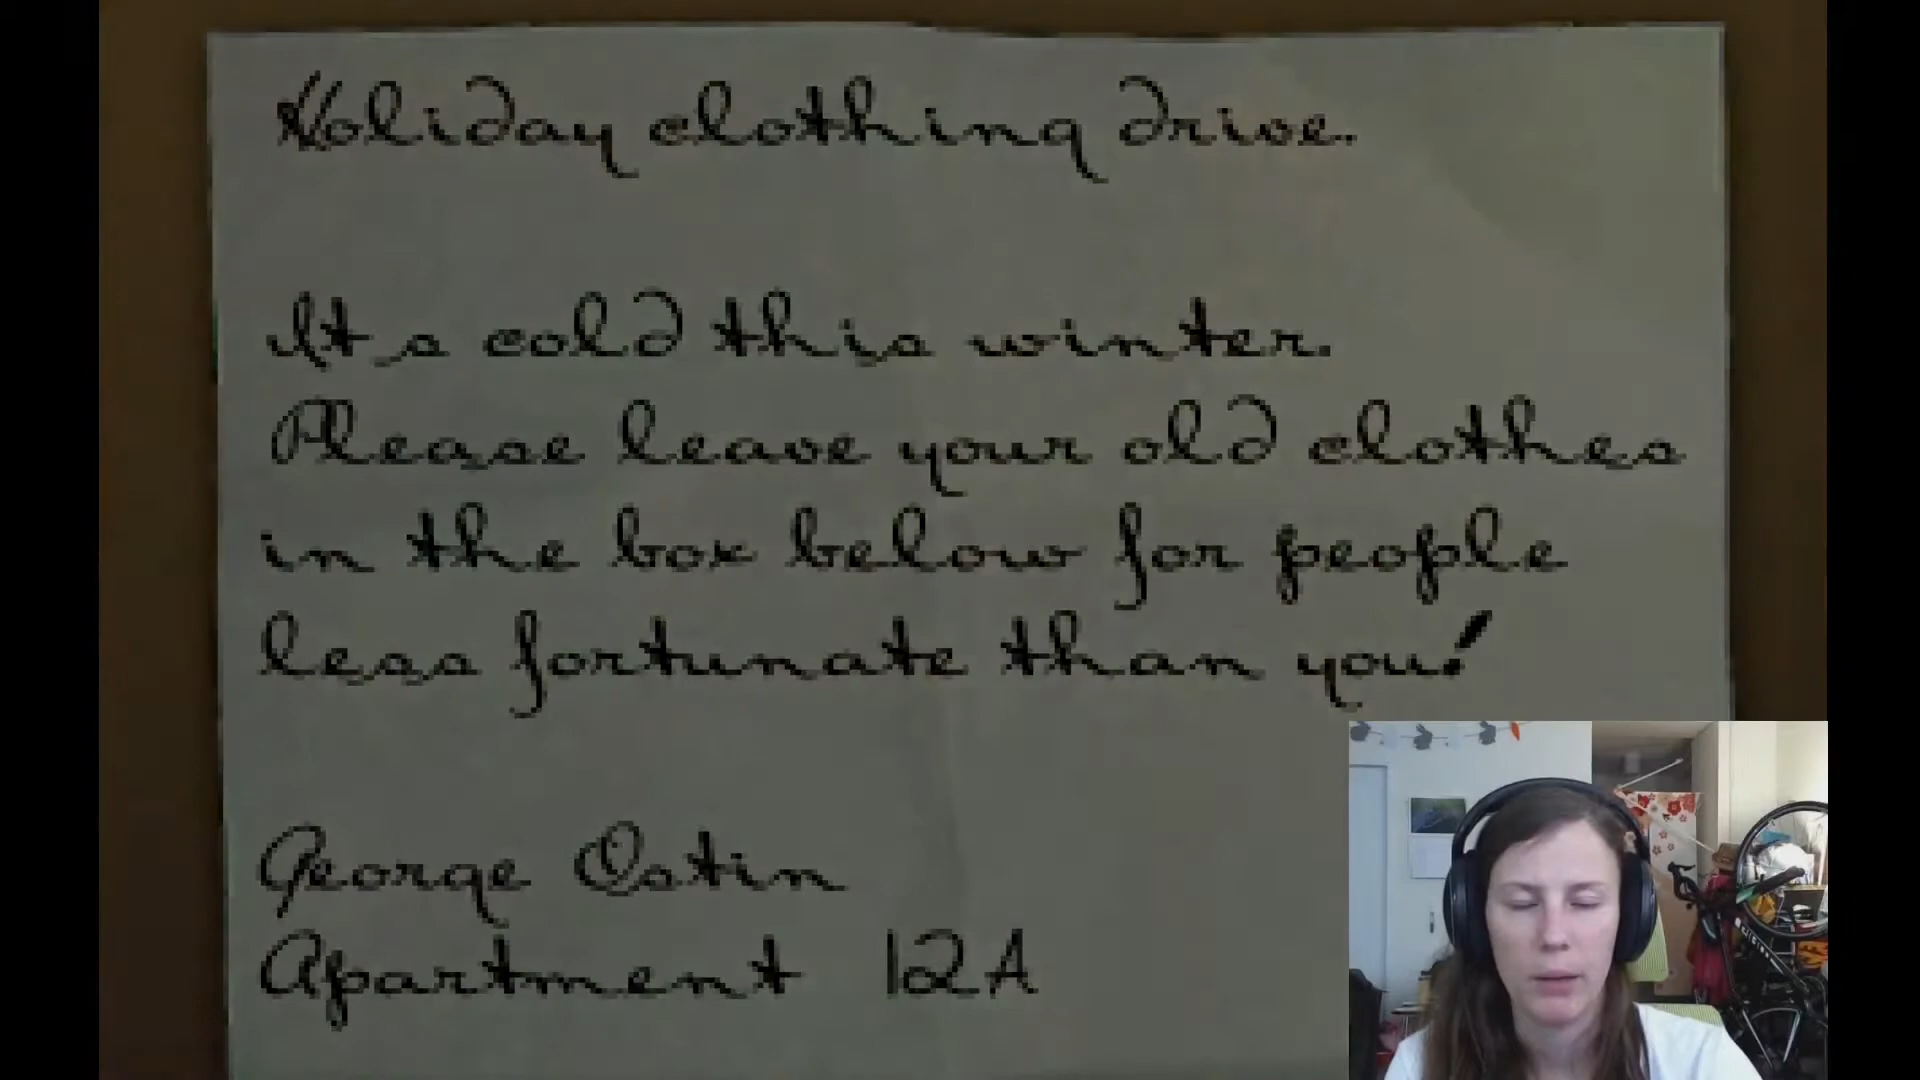 Holiday clothing drive.
It s cold this winter.
Please leave your old clothes
in the box below for people
less fortunate than you!
George Ostin
Apartment 12A